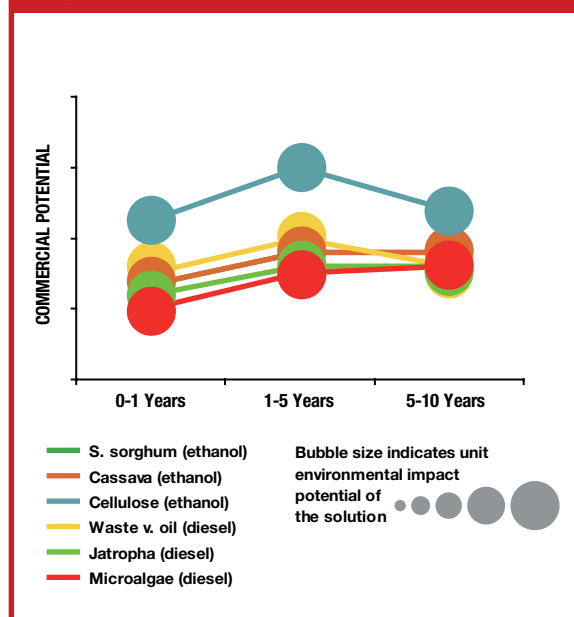 COMMERCIAL POTENTIAL
0-1 Years
1-5 Years
5-10 Years
S. sorghum (ethanol)
Cassava (ethanol)
Cellulose (ethanol)
Waste v. oil (diesel)
Jatropha (diesel)
Microalgae (diesel)
Bubble size indicates unit
environmental impact
potential of
the solution